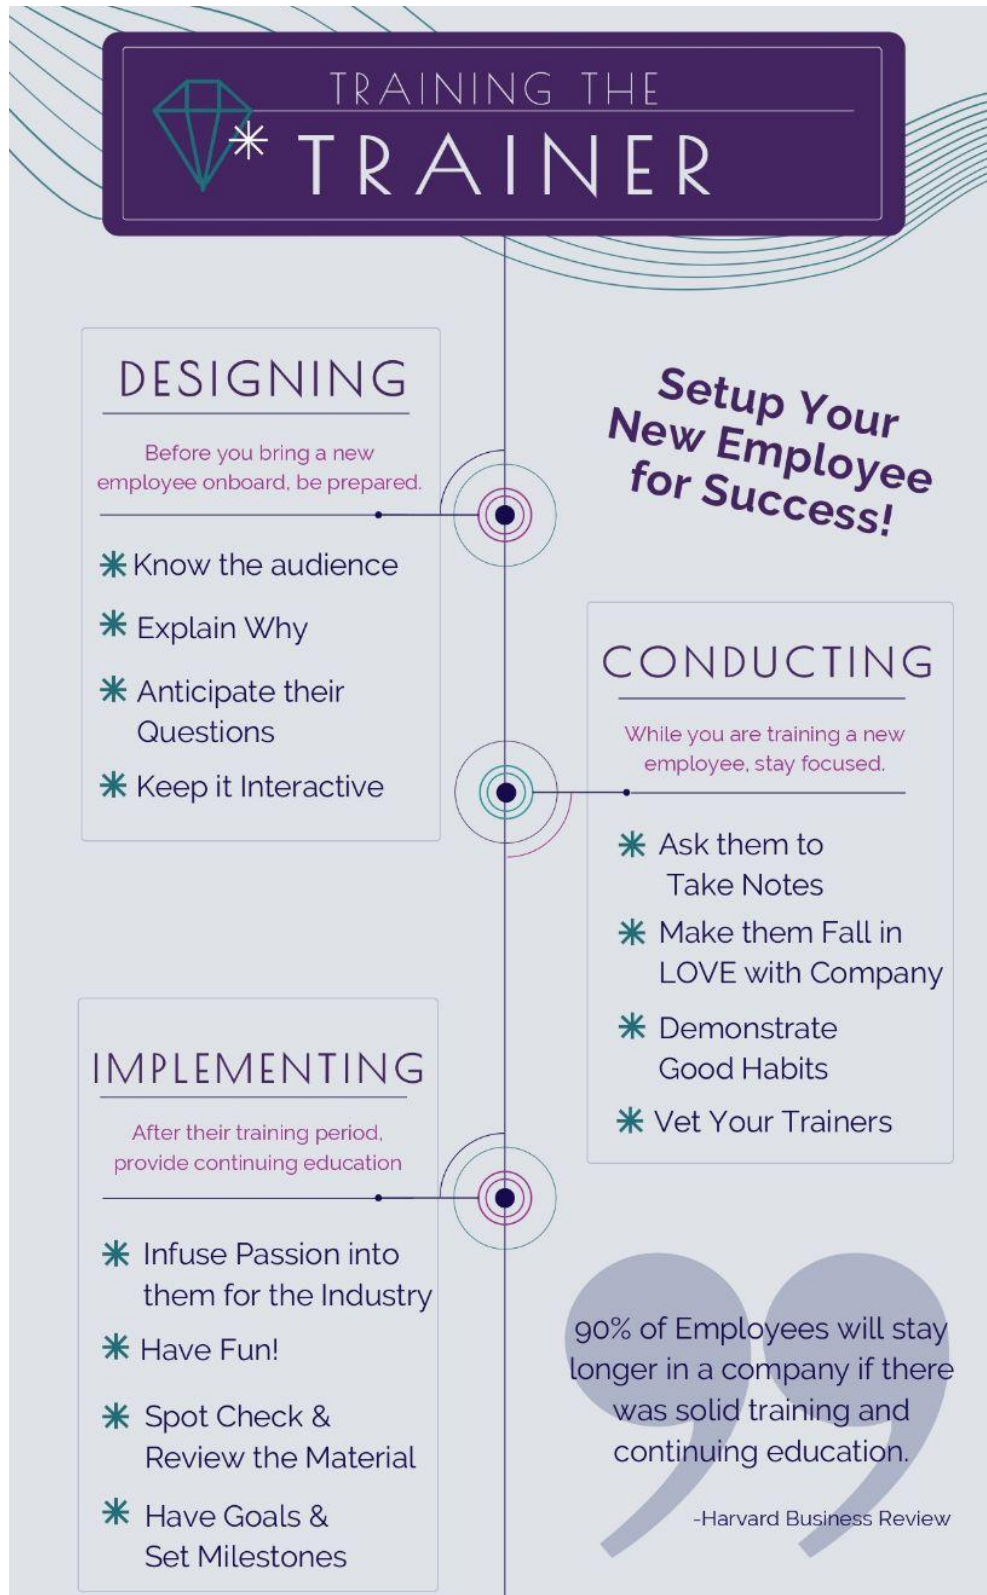 TRAINING THE
TRAINER
DESIGNING
Before you bring a new
employee onboard, be prepared.
Know the audience
Explain Why
Anticipate their
Questions
Keep it Interactive
Setup Your
New Employee
for Success!
CONDUCTING
While you are training a new
employee, stay focused.
Ask them to
Take Notes
Make them Fall in
LOVE with Company
Demonstrate
Good Habits
Vet Your Trainers
IMPLEMENTING
After their training period,
provide continuing education
Infuse Passion into
them for the Industry
Have Fun!
Spot Check &
Review the Material
Have Goals &
Set Milestones
90% of Employees will stay
longer in a company if there
was solid training and
continuing education.
-Harvard Business Review